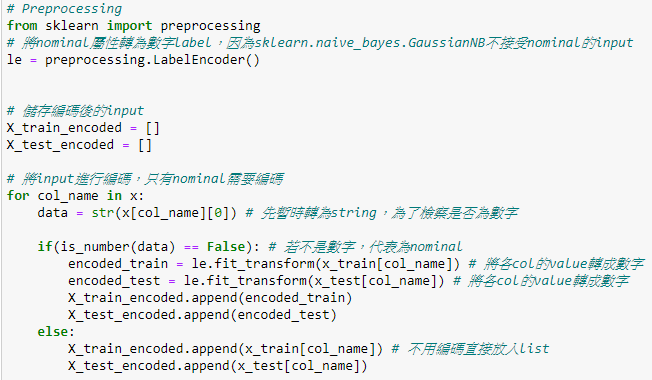 # Preprocessing
from sklearn import preprocessing
# 將nominal屬性轉為數字label，因為sklearn.naive_bayes.GaussianNB不接受nominal的input
le = preprocessing.LabelEncoder()
# 儲存編碼後的input
X_train_encoded = []
X_test_encoded = []
# 將input進行編碼，只有nominal需要編碼
for col_name in x:
    data = str(x[col_name][0]) # 先暫時轉為string，為了檢察是否為數字
    if(is_number(data) == False): # 若不是數字，代表為nominal
        encoded_train = le.fit_transform(x_train[col_name]) # 將各col的value轉成數字
        encoded_test = le.fit_transform(x_test[col_name]) # 將各col的value轉成數字
        X_train_encoded.append(encoded_train)
        X_test_encoded.append(encoded_test)
    else:
        X_train_encoded.append(x_train[col_name]) # 不用編碼直接放入list
        X_test_encoded.append(x_test[col_name])